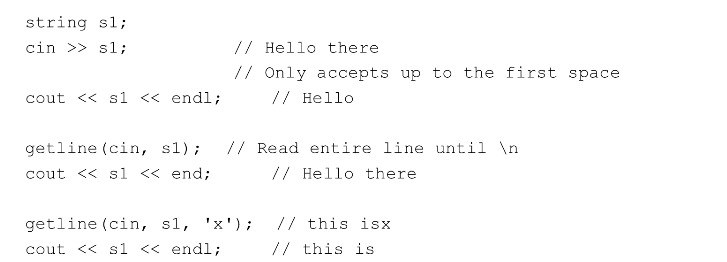 string s1;
cin >> s1; // Hello there
// Only accepts up to the first space
cout << s1 << endl; // Hello
getline(cin, s1); // Read entire line until \n
cout << s1 << end; // Hello there
getline(cin, s1, 'x'); // this isx
cout << s1 << endl; // this is